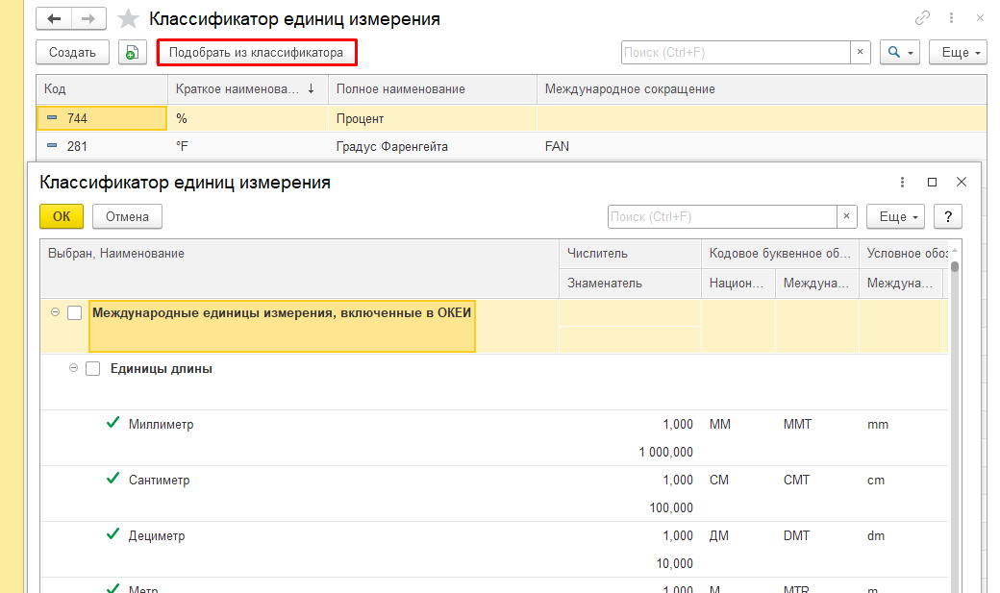 Классификатор единиц измерения
Создать Подобрать из классификатора Поиск (Ctrl+F) × Еще
Код Краткое наименова... ↓ Полное наименование Международное сокращение
744 % Процент
281 °F Градус Фаренгейта FAN
Классификатор единиц измерения
ОК Отмена Поиск (Ctrl+F) × Еще ?
Выбран, Наименование Числитель Кодовое буквенное об... Условное обоз
Знаменатель Национ... Междуна... Междуна...
Международные единицы измерения, включенные в ОКЕИ
Единицы длины
Миллиметр 1,000 ММ MMT mm
1 000,000
Сантиметр 1,000 СМ CMT cm
100,000
Дециметр 1,000 ДМ DMT dm
10,000
Метр 1,000 М MTR m